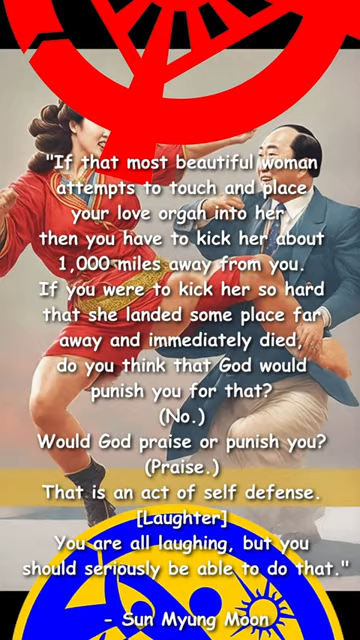 "If that most beautiful woman
attempts to touch and place
your love orgah into her
then you have to kick her about
1,000 miles away from you.
If you were to kick her so hard
that she landed some place far
away and immediately died,
do you think that God would
punish you for that?
(No.)
Would God praise or punish you?
(Praise.)
That is an act of self defense.
[Laughter]
You are all laughing, but you
should seriously be able to do that."
- Sun Myung Moon